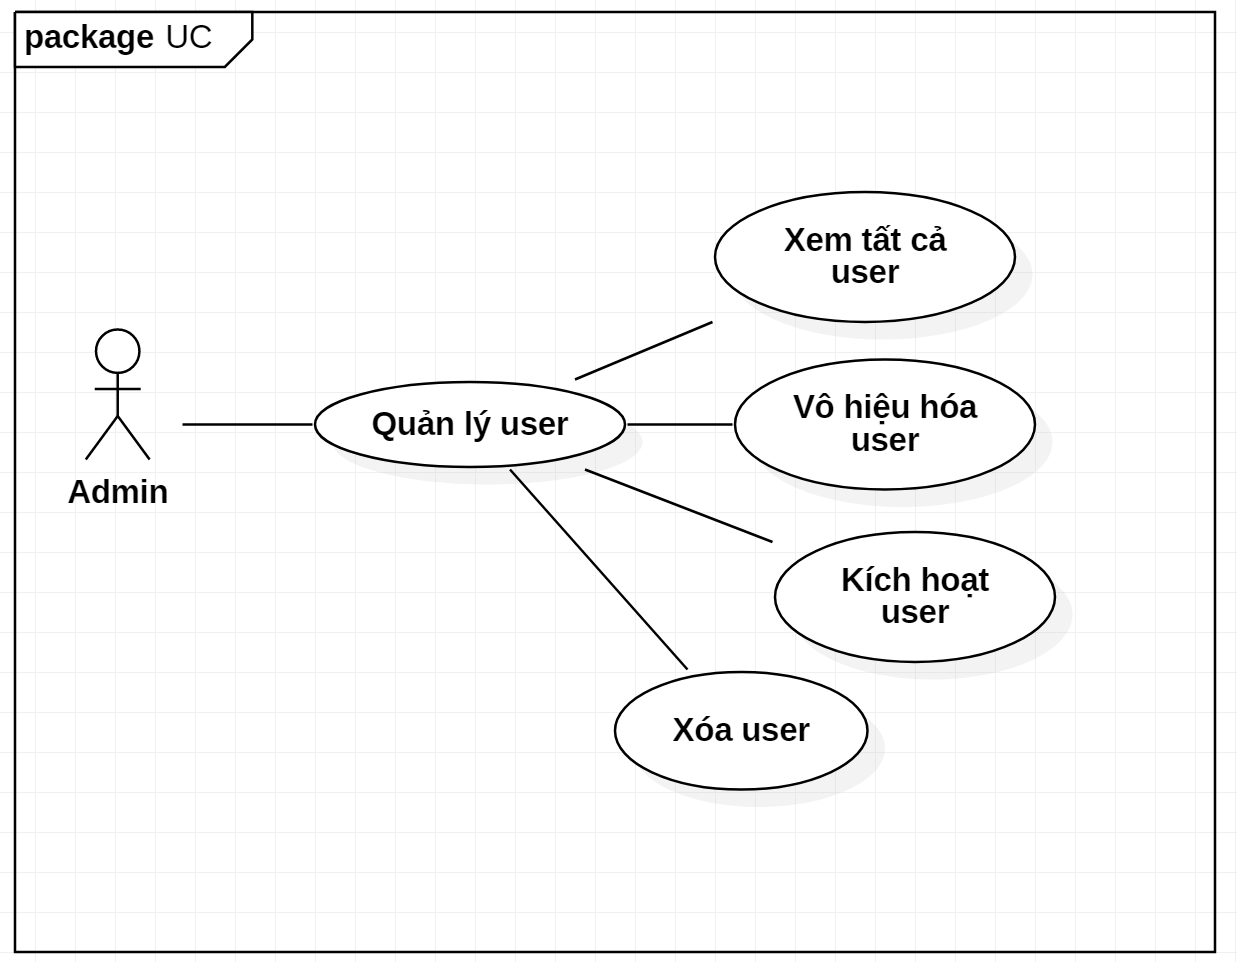 package UC
Xem tất cả
user
Vô hiệu hóa
user
Quản lý user
Admin
Kích hoạt
user
Xóa user